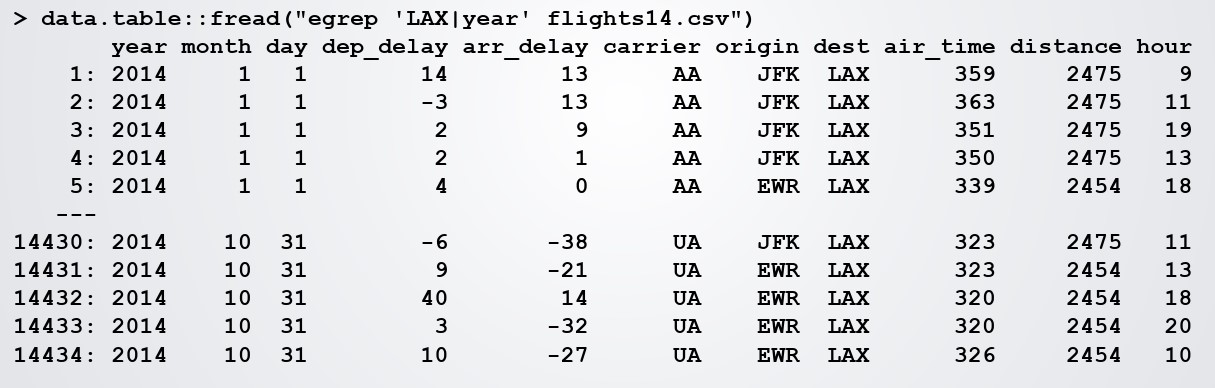 > data.table::fread("egrep 'LAX|year' flights14.csv")
year month day dep_delay arr_delay carrier origin dest air_time distance hour
1: 2014 1 1 14 13 AA JFK LAX 359 2475 9
2: 2014 1 1 -3 13 AA JFK LAX 363 2475 11
3: 2014 1 1 2 9 AA JFK LAX 351 2475 19
4: 2014 1 1 2 1 AA JFK LAX 350 2475 13
5: 2014 1 1 4 0 AA EWR LAX 339 2454 18
---
14430: 2014 10 31 -6 -38 UA JFK LAX 323 2475 11
14431: 2014 10 31 9 -21 UA EWR LAX 323 2454 13
14432: 2014 10 31 40 14 UA EWR LAX 320 2454 18
14433: 2014 10 31 3 -32 UA EWR LAX 320 2454 20
14434: 2014 10 31 10 -27 UA EWR LAX 326 2454 10